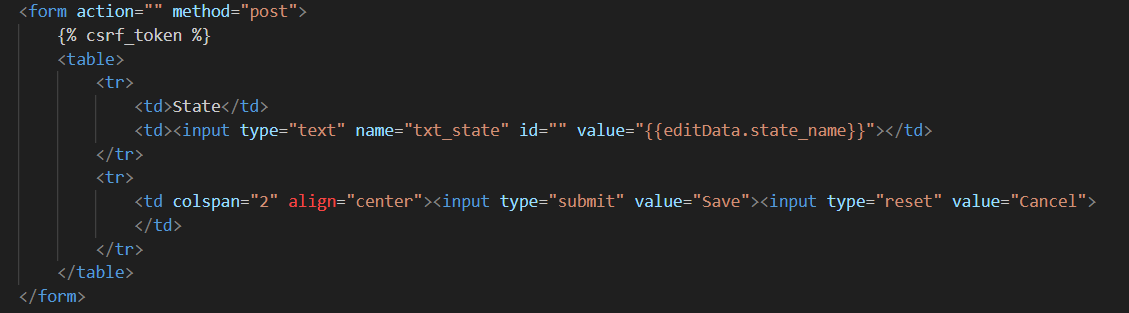 <form action="" method="post">
{% csrf_token %}
<table>
<tr>
<td>State</td>
<td><input type="text" name="txt_state" id="" value="{{editData.state_name}}"></td>
</tr>
<tr>
<td colspan="2" align="center"><input type="submit" value="Save"><input type="reset" value="Cancel">
</td>
</tr>
</table>
</form>